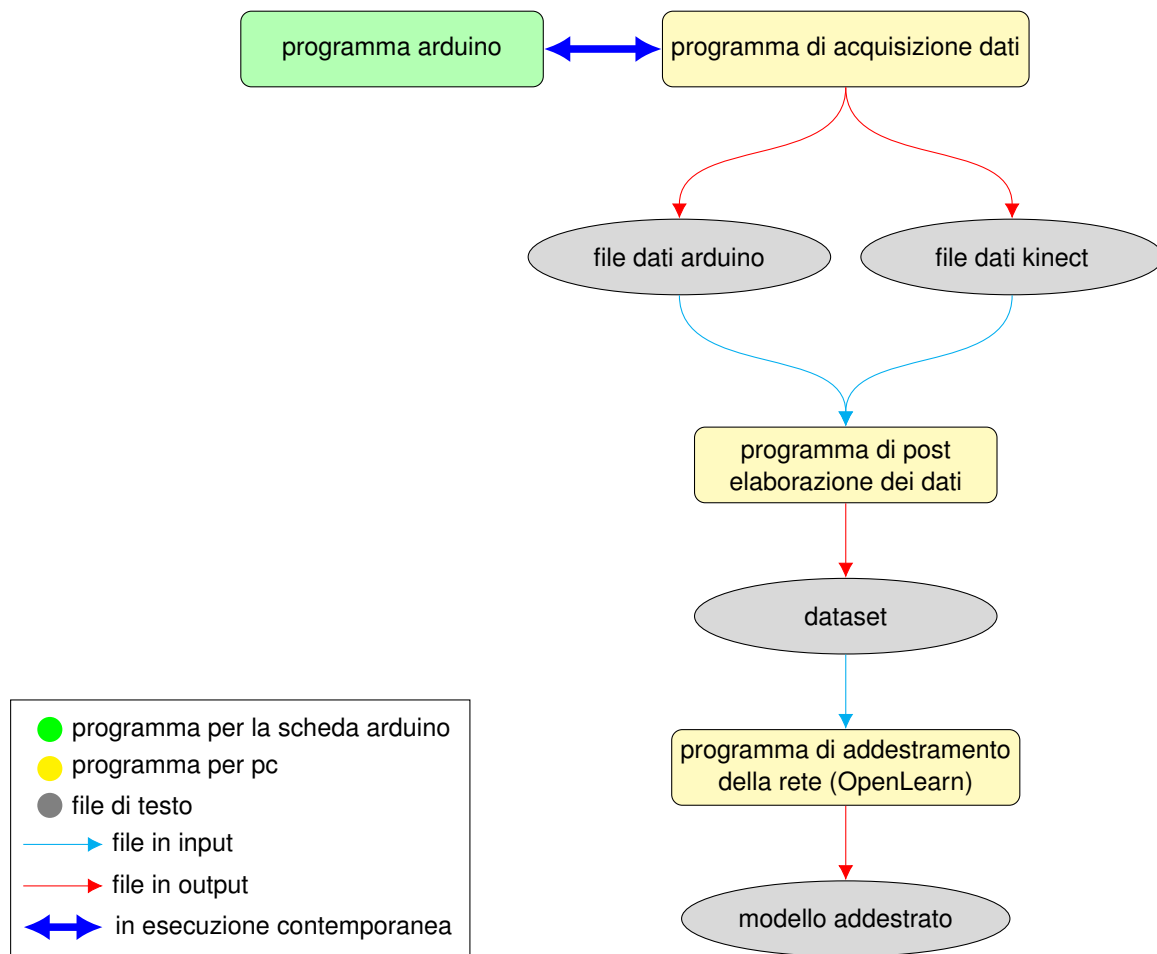 programma arduino
programma di acquisizione dati
file dati arduino
file dati kinect
programma di post
elaborazione dei dati
dataset
programma di addestramento
della rete (OpenLearn)
modello addestrato
programma per la scheda arduino
programma per pc
file di testo
file in input
file in output
in esecuzione contemporanea